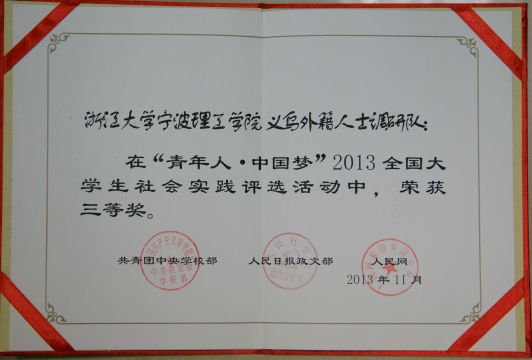 浙江大学宁波理工学院义乌外籍人士调研队：
在“青年人·中国梦”2013全国大
学生社会实践评选活动中，荣获
三等奖。
共青团中央学校部 人民日报政文部 人民网
2013年11月